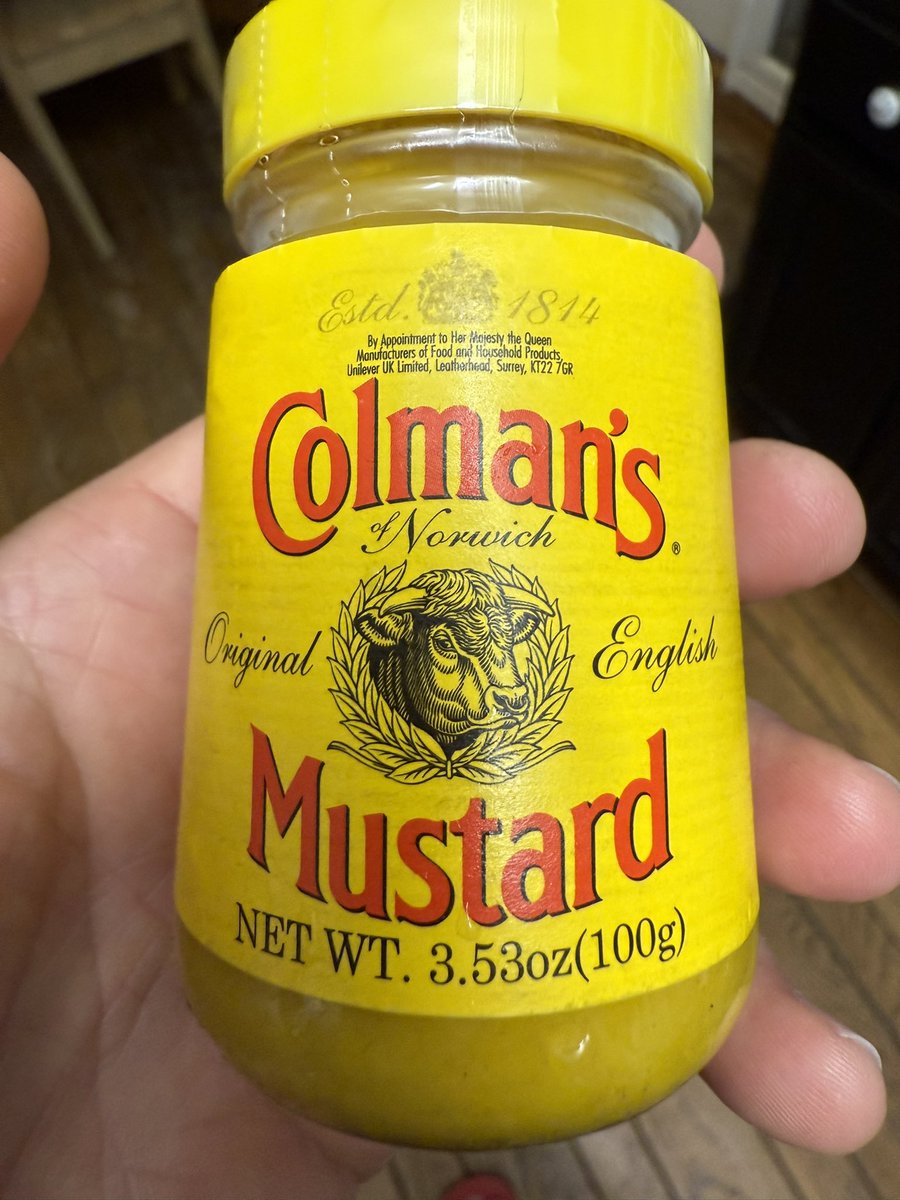 Estd. 1814
By Appointment to Her Majesty the Queen
Manufacturers of Food and Household Products,
Unilever UK Limited, Leatherhead, Surrey, KT22 7GR
Colman's ®
of Norwich
Original English
Mustard
NET WT. 3.53oz(100g)